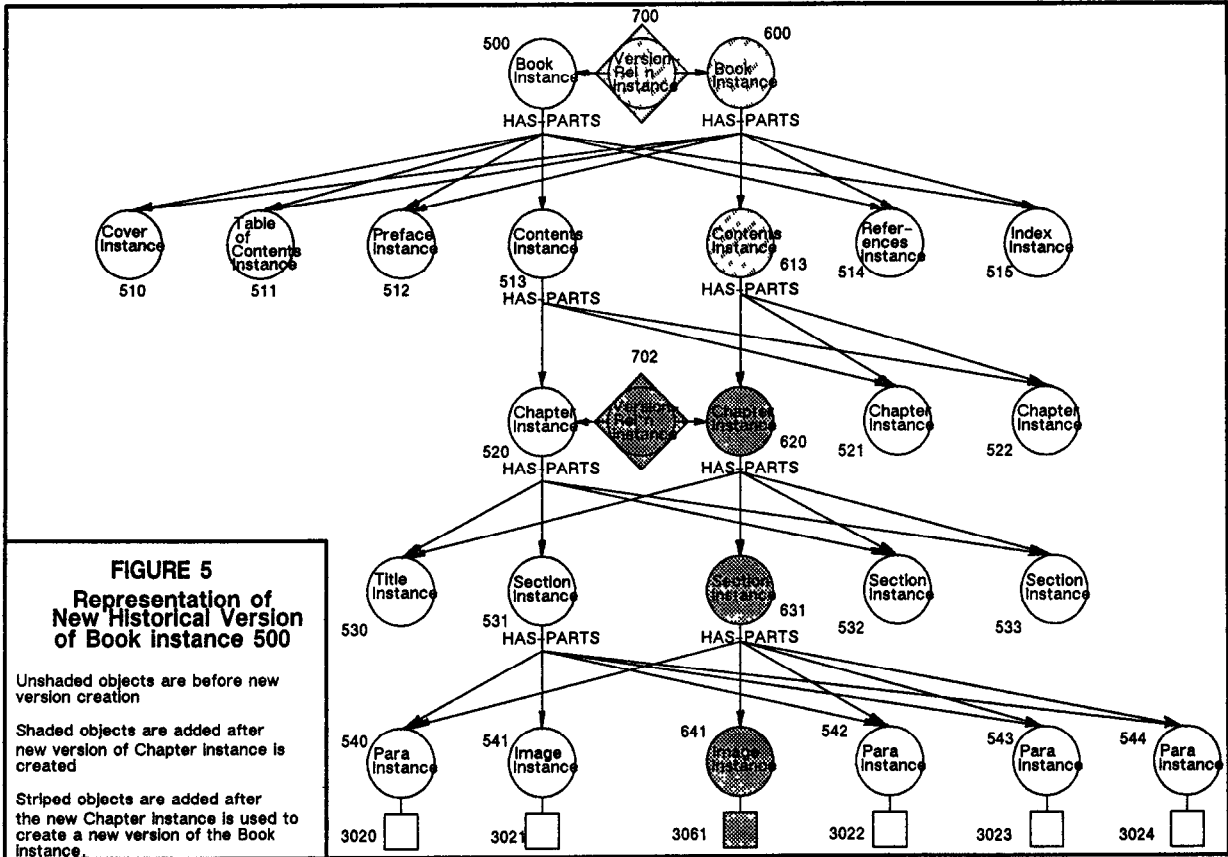 700
500
600
Book
Instance
Version-
Rel'n
Instance
Book
Instance
HAS-PARTS
HAS-PARTS
Cover
Instance
Table
of
Contents
Instance
Preface
Instance
Contents
Instance
Contents
Instance
Refer-
ences
Instance
Index
Instance
510
511
512
513
613
514
515
HAS-PARTS
HAS-PARTS
702
Chapter
Instance
Version-
Rel'n
Instance
Chapter
Instance
Chapter
Instance
Chapter
Instance
520
620
521
522
HAS-PARTS
HAS-PARTS
Title
Instance
Section
Instance
Section
Instance
Section
Instance
Section
Instance
530
531
631
532
533
HAS-PARTS
HAS-PARTS
540
541
641
542
543
544
Para
Instance
Image
Instance
Image
Instance
Para
Instance
Para
Instance
Para
Instance
3020
3021
3061
3022
3023
3024
FIGURE 5
Representation of
New Historical Version
of Book instance 500
Unshaded objects are before new
version creation
Shaded objects are added after
new version of Chapter instance is
created
Striped objects are added after
the new Chapter instance is used to
create a new version of the Book
instance.